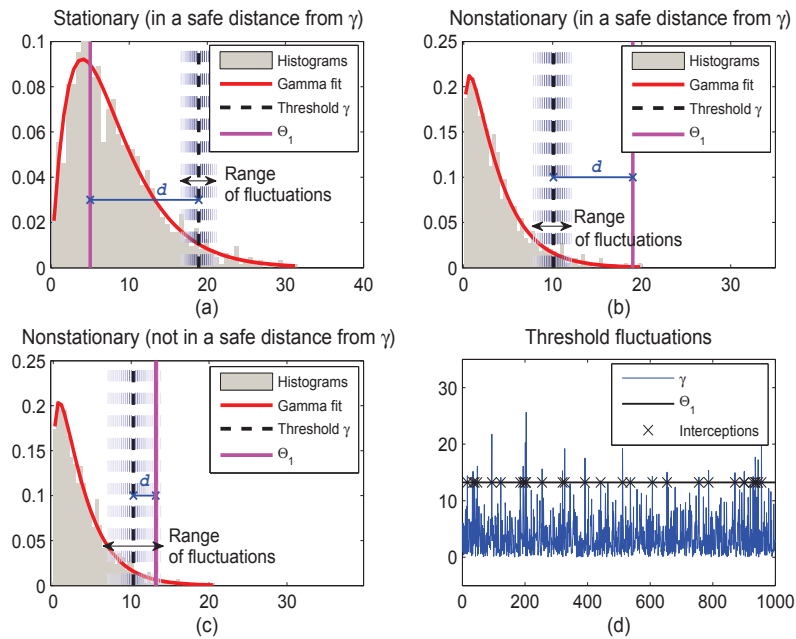 Stationary (in a safe distance from γ)
0.1
0.08
0.06
0.04
0.02
0
0
10
20
30
40
Histograms
Gamma fit
Threshold γ
Θ1
d
Range
of fluctuations
(a)
Nonstationary (in a safe distance from γ)
0.25
0.2
0.15
0.1
0.05
0
0
10
20
30
Histograms
Gamma fit
Threshold γ
Θ1
d
Range
of fluctuations
(b)
Nonstationary (not in a safe distance from γ)
0.25
0.2
0.15
0.1
0.05
0
0
10
20
30
Histograms
Gamma fit
Threshold γ
Θ1
d
Range
of fluctuations
(c)
Threshold fluctuations
30
20
10
0
0
200
400
600
800
1000
γ
Θ1
Interceptions
(d)